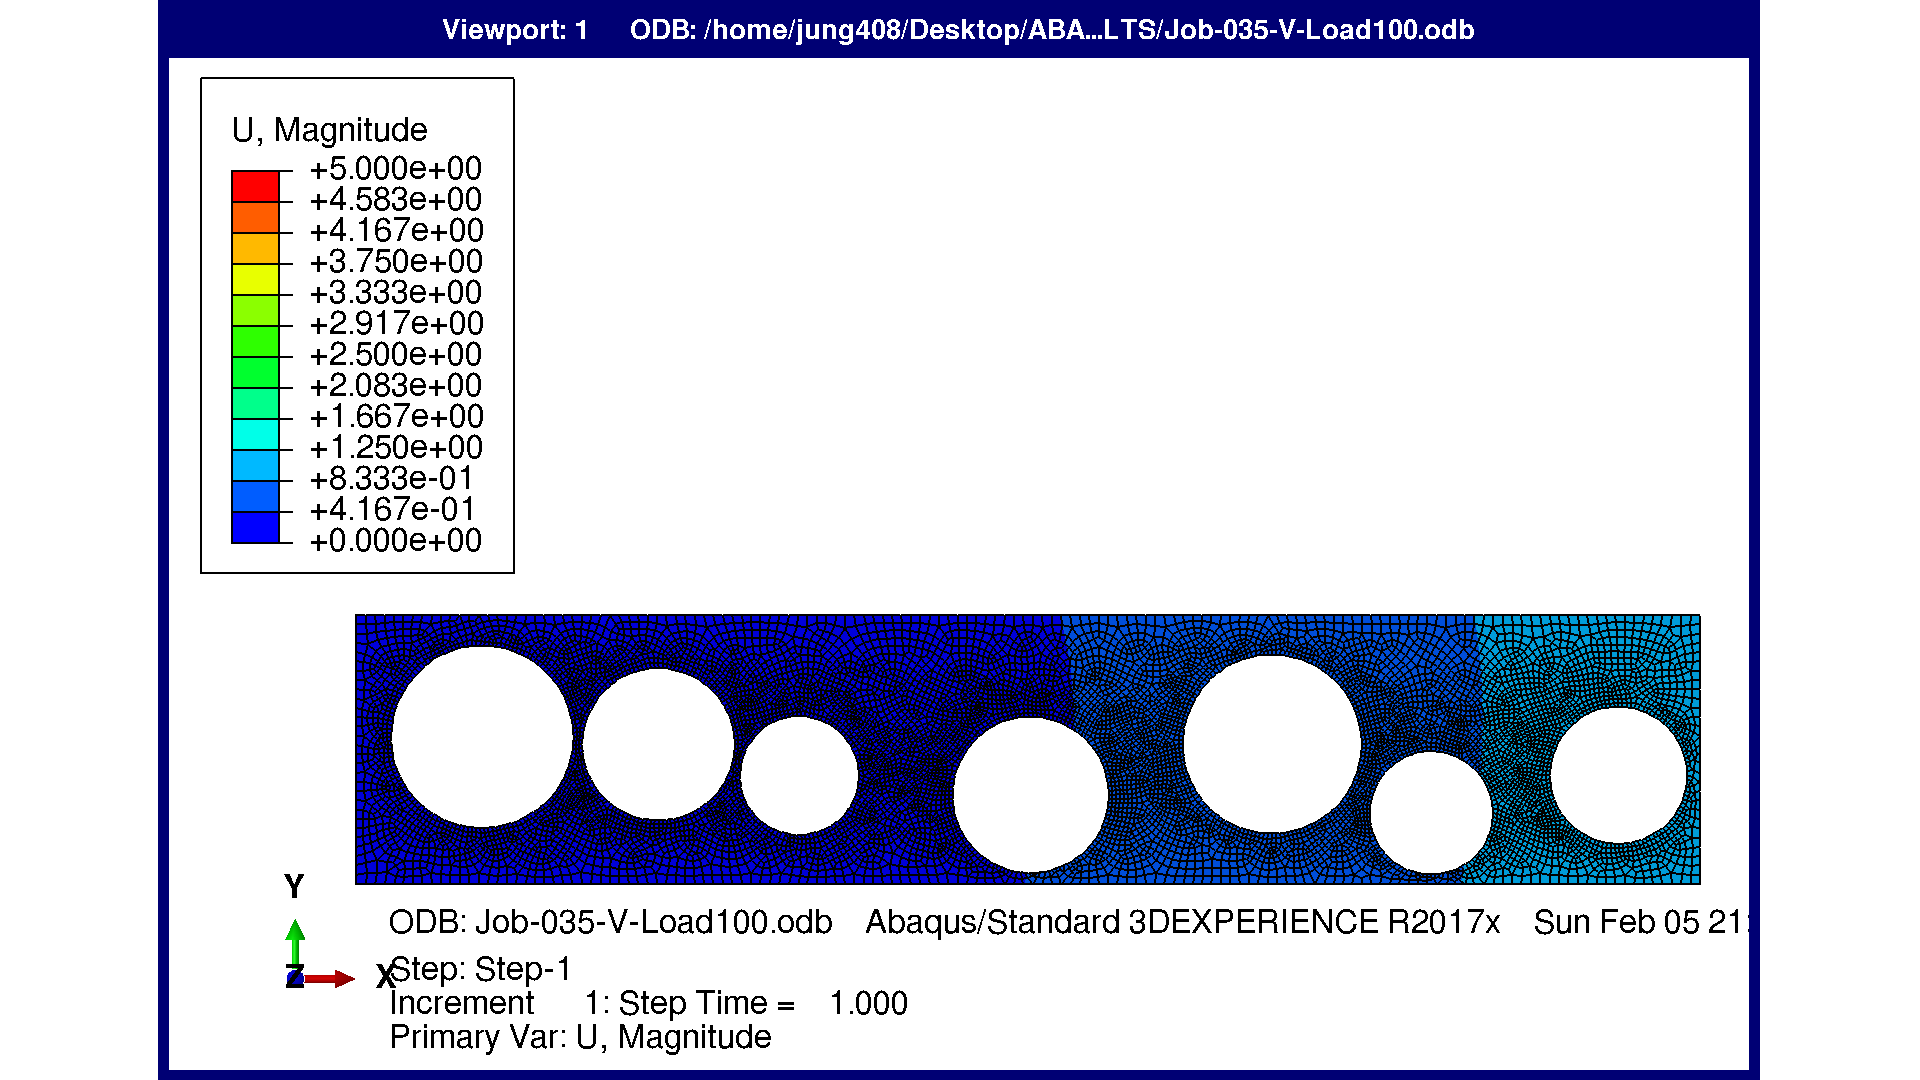 Viewport: 1 ODB: /home/jung408/Desktop/ABA...LTS/Job-035-V-Load100.odb
U, Magnitude
+5.000e+00
+4.583e+00
+4.167e+00
+3.750e+00
+3.333e+00
+2.917e+00
+2.500e+00
+2.083e+00
+1.667e+00
+1.250e+00
+8.333e-01
+4.167e-01
+0.000e+00
Y
Z
X
ODB: Job-035-V-Load100.odb Abaqus/Standard 3DEXPERIENCE R2017x Sun Feb 05 21:
Step: Step-1
Increment 1: Step Time = 1.000
Primary Var: U, Magnitude